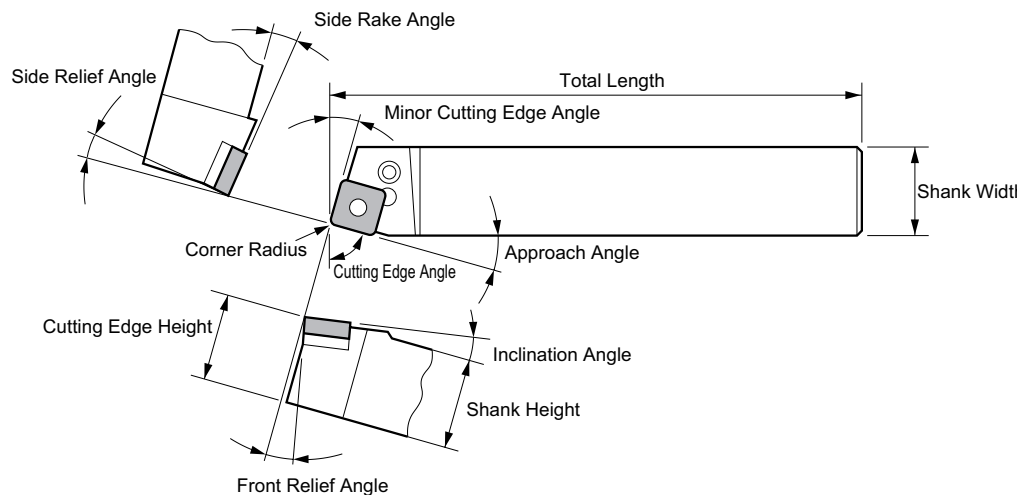 Side Rake Angle
Side Relief Angle
Total Length
Minor Cutting Edge Angle
Shank Width
Corner Radius
Approach Angle
Cutting Edge Angle
Cutting Edge Height
Inclination Angle
Shank Height
Front Relief Angle